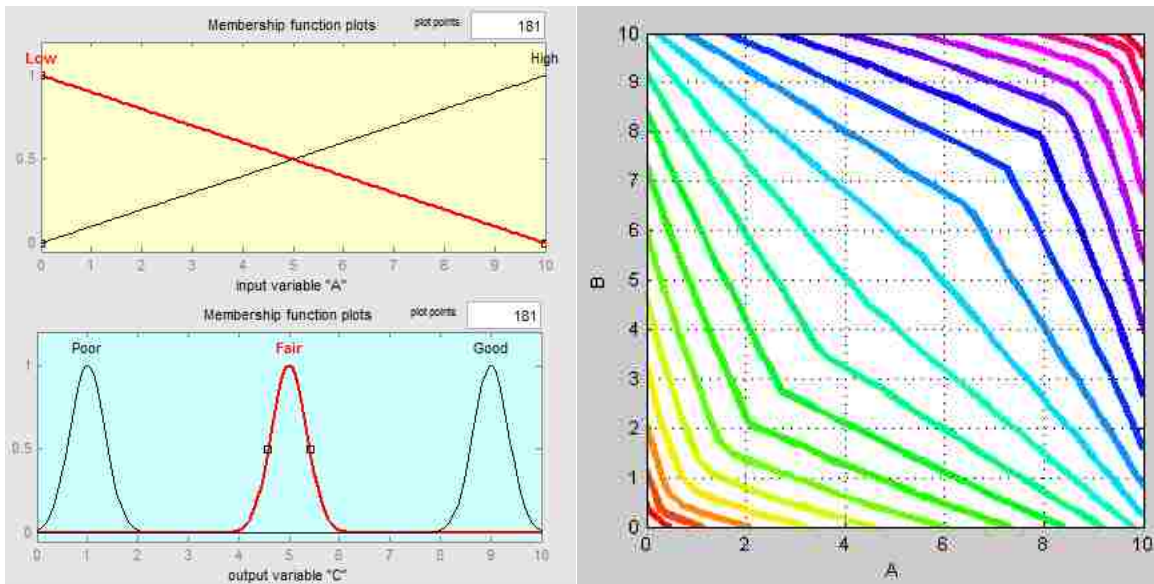 Membership function plots plot points: 181
Low High
1
0.5
0
0 1 2 3 4 5 6 7 8 9 10
input variable "A"
Membership function plots plot points: 181
Poor Fair Good
1
0.5
0
0 1 2 3 4 5 6 7 8 9 10
output variable "C"
10
9
8
7
6
5
4
3
2
1
0
B
0 2 4 6 8 10
A